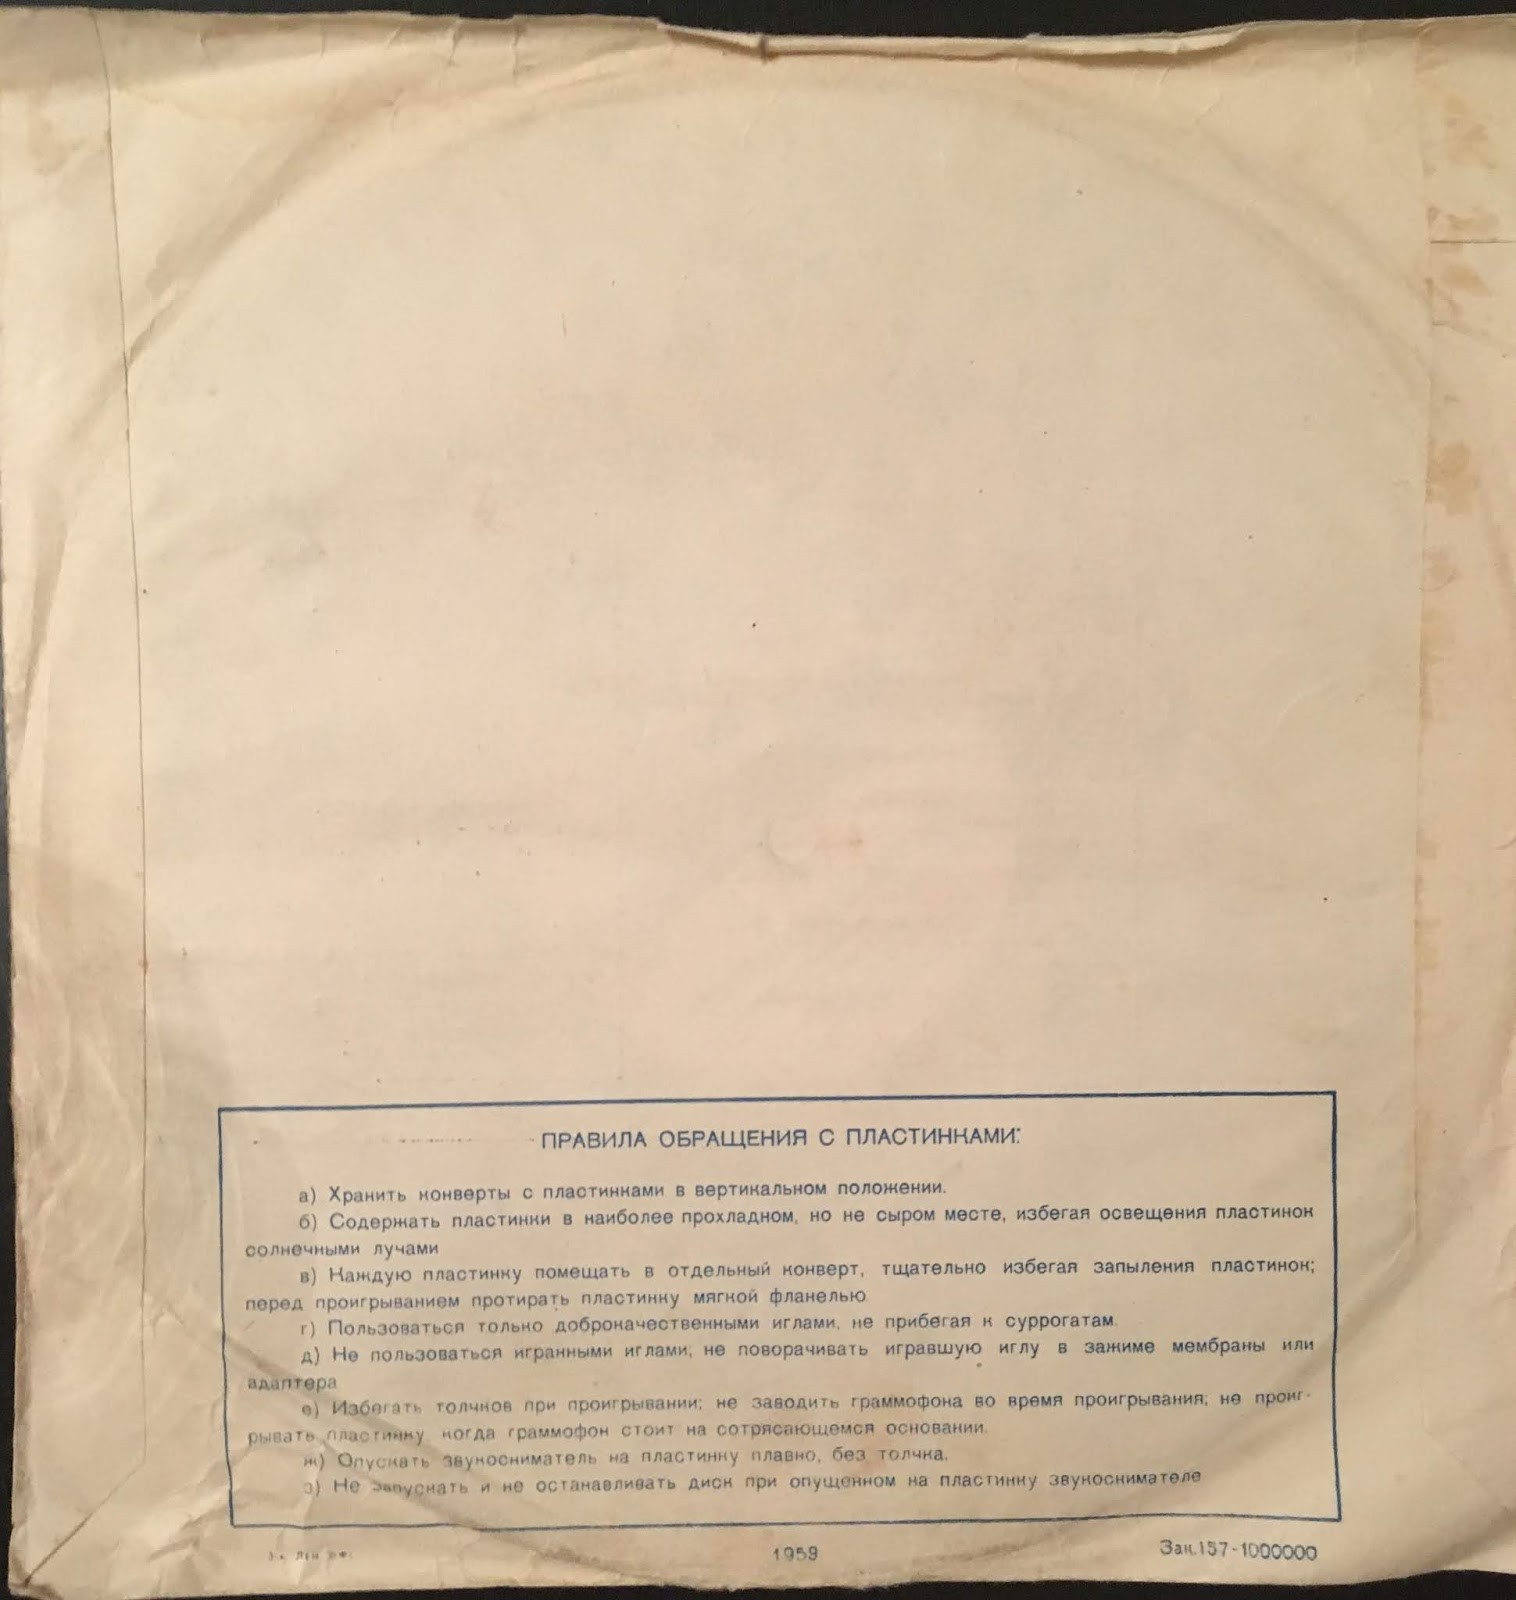 ПРАВИЛА ОБРАЩЕНИЯ С ПЛАСТИНКАМИ:
а) Хранить конверты с пластинками в вертикальном положении.
б) Содержать пластинки в наиболее прохладном, но не сыром месте, избегая освещения пластинок
солнечными лучами
в) Каждую пластинку помещать в отдельный конверт, тщательно избегая запыления пластинок;
перед проигрыванием протирать пластинку мягкой фланелью
г) Пользоваться только доброкачественными иглами, не прибегая к суррогатам.
д) Не пользоваться игранными иглами, не поворачивать игравшую иглу в зажиме мембраны или
адаптера
е) Избегать толчков при проигрывании; не заводить граммофона во время проигрывания; не проиг-
рывать пластинку, когда граммофон стоит на сотрясающемся основании.
ж) Опускать звукосниматель на пластинку плавно, без толчка.
з) Не запускать и не останавливать диск при опущенном на пластинку звукоснимателе
1959
Зак. 157-1000000